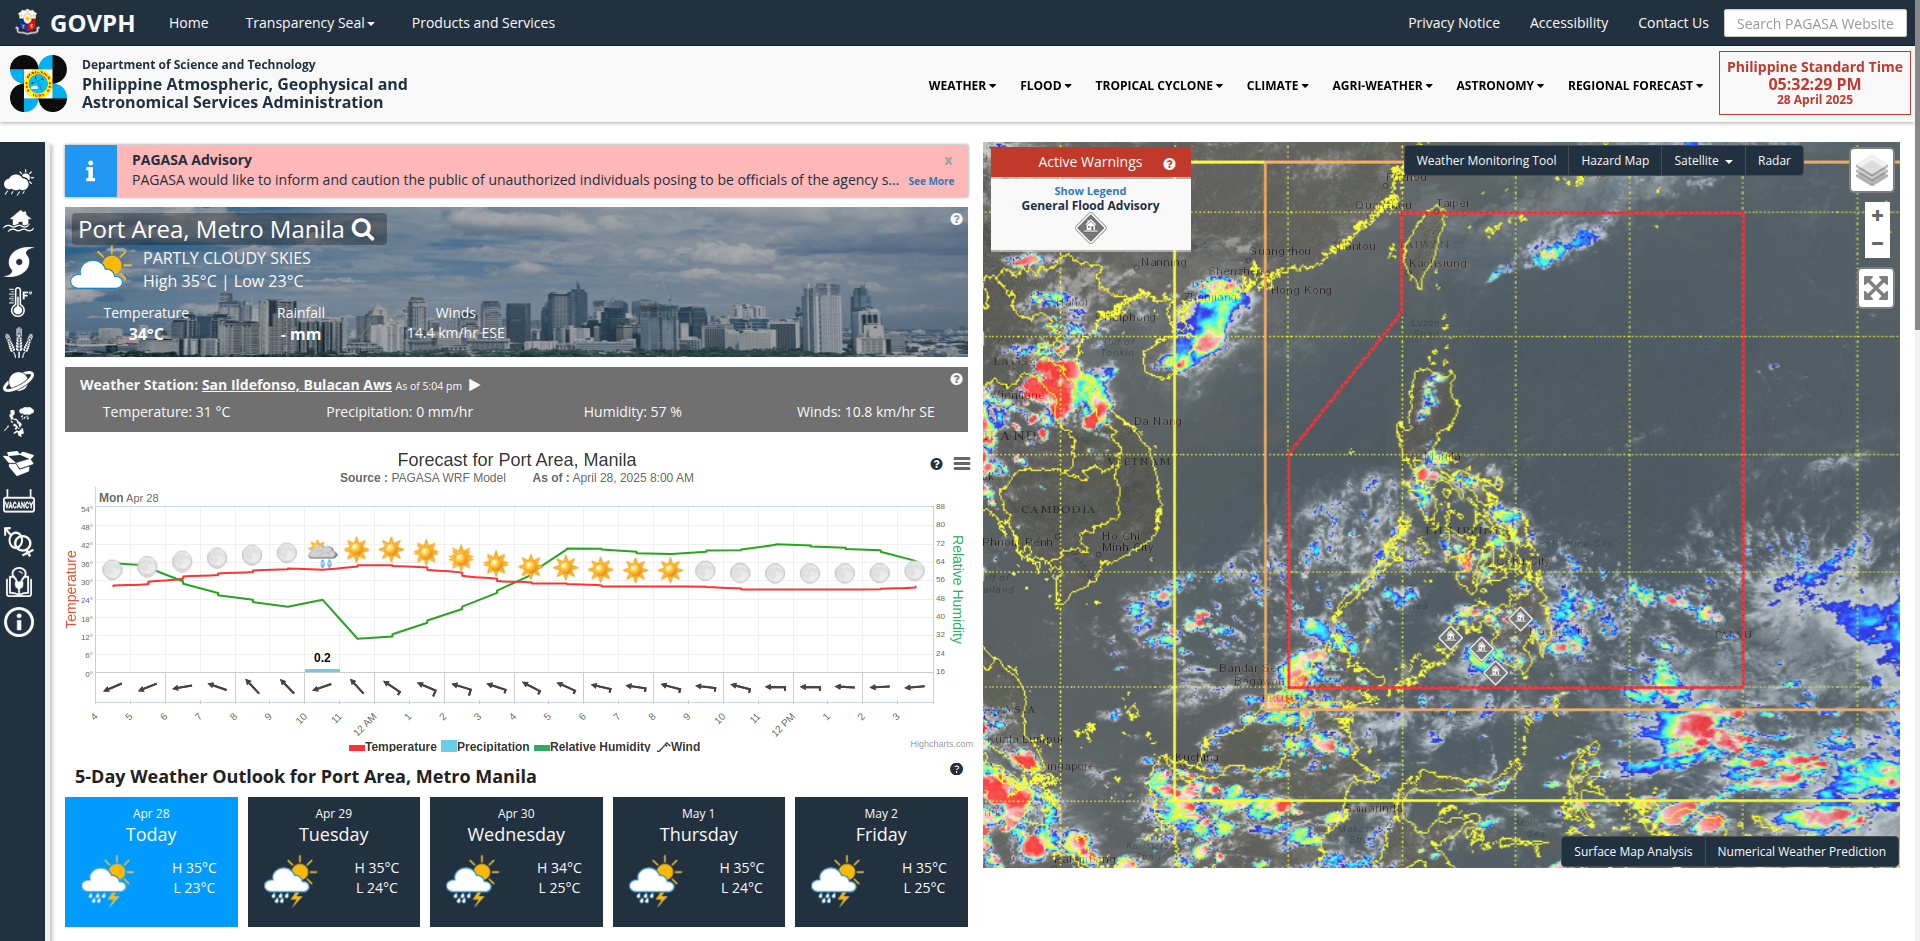 GOVPH
Home
Transparency Seal
Products and Services
Privacy Notice
Accessibility
Contact Us
Search PAGASA Website
Department of Science and Technology
Philippine Atmospheric, Geophysical and
Astronomical Services Administration
WEATHER
FLOOD
TROPICAL CYCLONE
CLIMATE
AGRI-WEATHER
ASTRONOMY
REGIONAL FORECAST
Philippine Standard Time
05:32:29 PM
28 April 2025
VACANCY
PAGASA Advisory
x
PAGASA would like to inform and caution the public of unauthorized individuals posing to be officials of the agency s... See More
Port Area, Metro Manila
PARTLY CLOUDY SKIES
High 35°C | Low 23°C
Temperature
34°C
Rainfall
- mm
Winds
14.4 km/hr ESE
Weather Station: San Ildefonso, Bulacan Aws As of 5:04 pm
Temperature: 31 °C
Precipitation: 0 mm/hr
Humidity: 57 %
Winds: 10.8 km/hr SE
Forecast for Port Area, Manila
Source : PAGASA WRF Model As of : April 28, 2025 8:00 AM
Mon Apr 28
Temperature
54°
48°
42°
36°
30°
24°
18°
12°
6°
0°
88
80
72
64
56
48
40
32
24
16
Relative Humidity
0.2
4 5 6 7 8 9 10 11 12 AM 1 2 3 4 5 6 7 8 9 10 11 12 PM 1 2 3
Temperature Precipitation Relative Humidity Wind
Highcharts.com
5-Day Weather Outlook for Port Area, Metro Manila
Apr 28
Today
H 35°C
L 23°C
Apr 29
Tuesday
H 35°C
L 24°C
Apr 30
Wednesday
H 34°C
L 25°C
May 1
Thursday
H 35°C
L 24°C
May 2
Friday
H 35°C
L 25°C
Active Warnings
Show Legend
General Flood Advisory
Weather Monitoring Tool
Hazard Map
Satellite
Radar
+
−
Taipei
Guangzhou
Shantou
Kaohsiung
Nanning
Shenzhen
Hong Kong
Zhanjiang
Haiphong
Gulf of
Tonkin
Luzon
Da Nang
VIETNAM
CAMBODIA
Phnom Penh
Ho Chi
Minh City
Manila
Bandar Seri
Begawan
PALAU
Kuala Lumpur
Singapore
Kuching
Samarinda
Surface Map Analysis
Numerical Weather Prediction